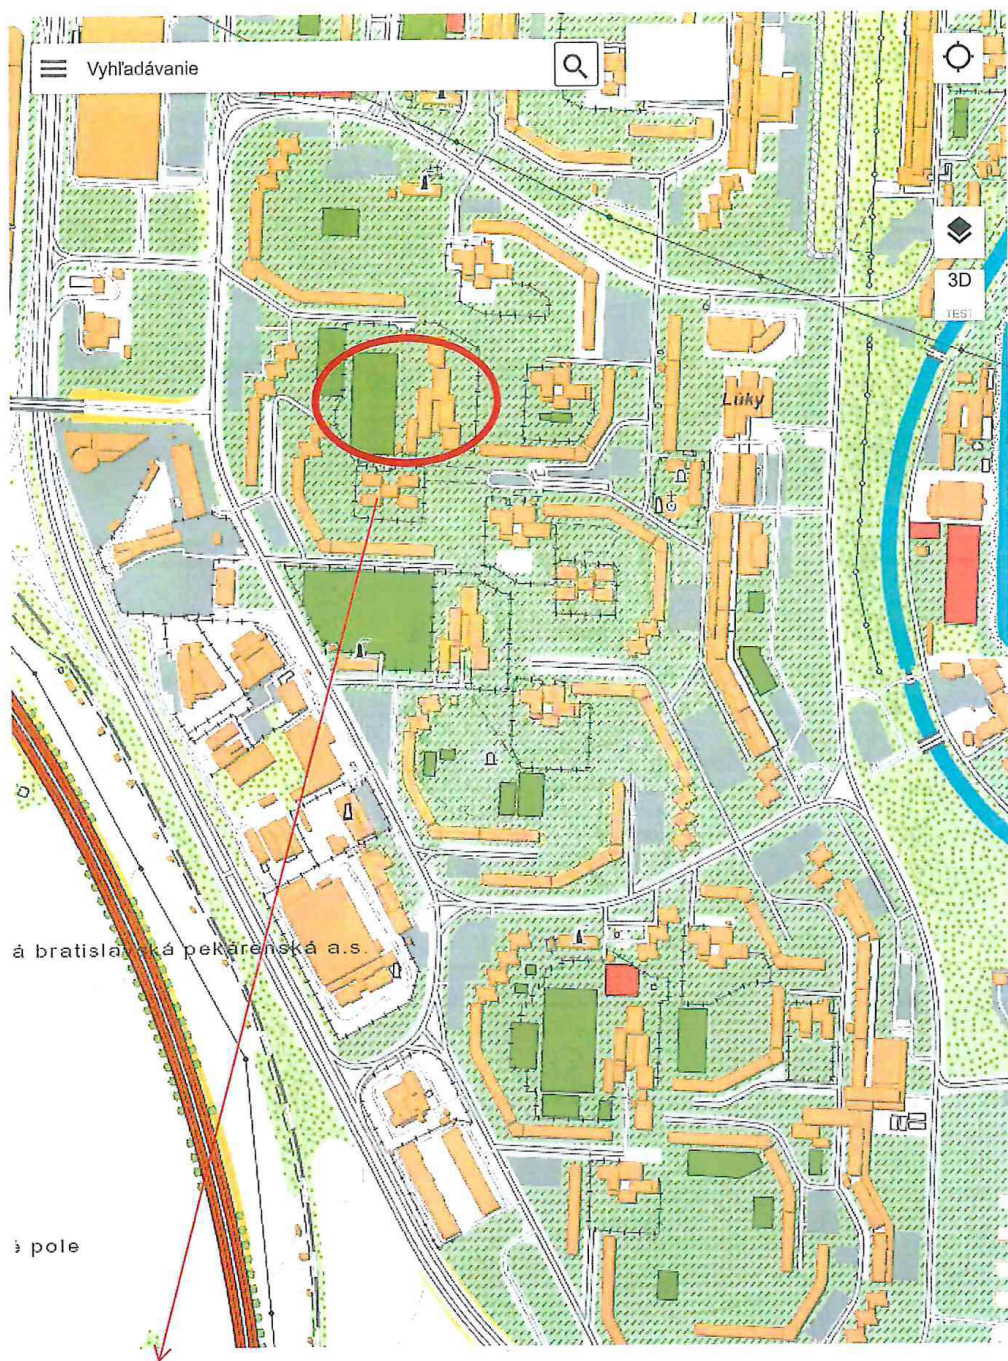 Vyhľadávanie
3D
TEST
Lúky
á bratislavská pekárenská a.s.
é pole